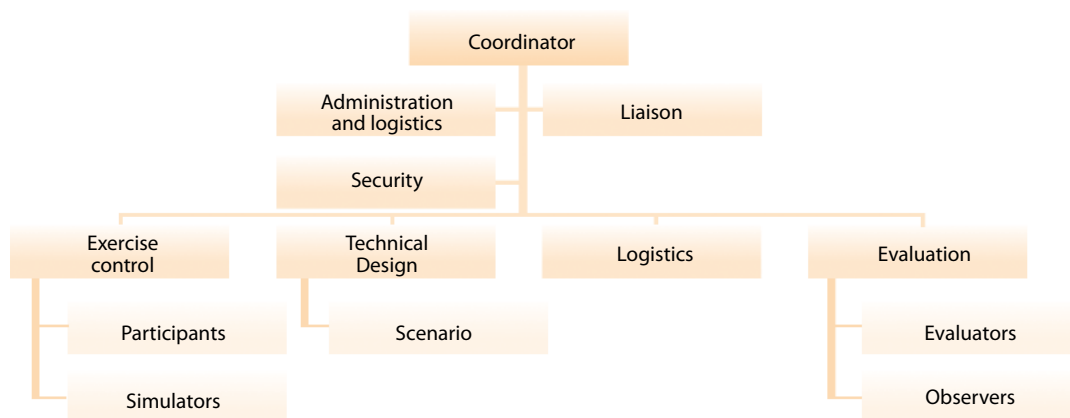 Coordinator
Administration
and logistics
Liaison
Security
Exercise
control
Technical
Design
Logistics
Evaluation
Participants
Scenario
Evaluators
Simulators
Observers